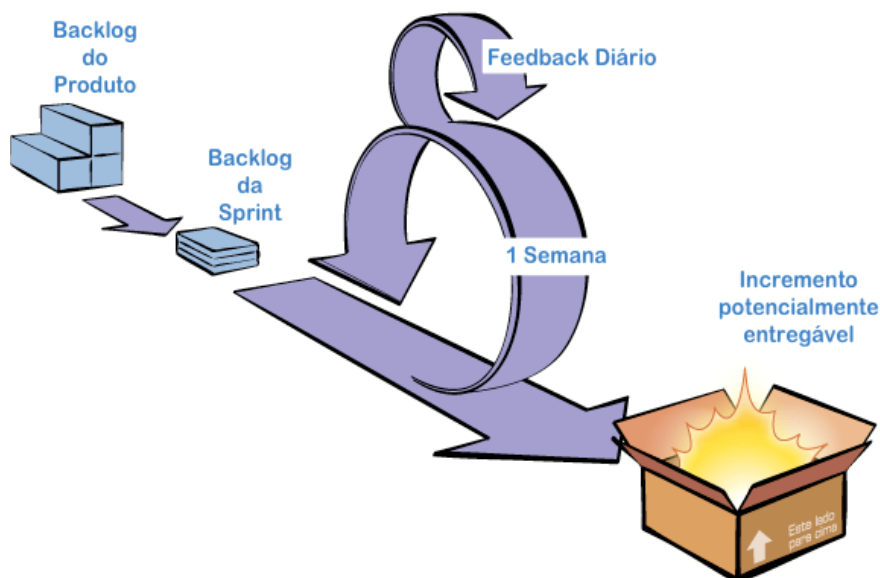 Backlog
do
Produto
Feedback Diário
Backlog
da
Sprint
1 Semana
Incremento
potencialmente
entregável
Este lado
para cima